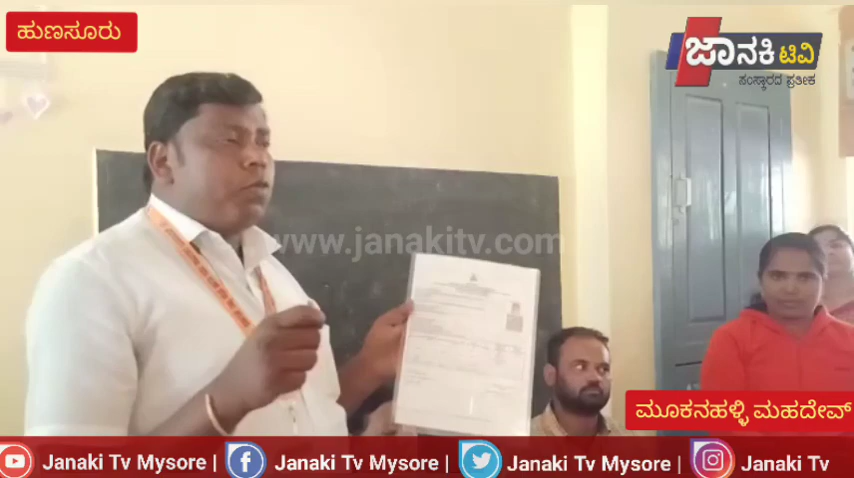 ಹುಣಸೂರು
ಜಾನಕಿ ಟಿವಿ
ಸಂಸ್ಕಾರದ ಪ್ರತೀಕ
www.janakitv.com
ಮೂಕನಹಳ್ಳಿ ಮಹದೇವ್
Janaki Tv Mysore | Janaki Tv Mysore | Janaki Tv Mysore | Janaki Tv